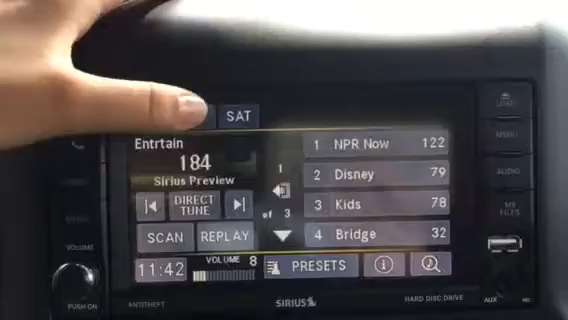 SAT
LOAD
Entrtain
184
Sirius Preview
DIRECT TUNE
SCAN
REPLAY
11:42
VOLUME 8
1
of 3
1 NPR Now 122
2 Disney 79
3 Kids 78
4 Bridge 32
PRESETS
MENU
AUDIO
MY FILES
VOLUME
PUSH ON
ANTITHEFT
SIRIUS
HARD DISC DRIVE
AUX